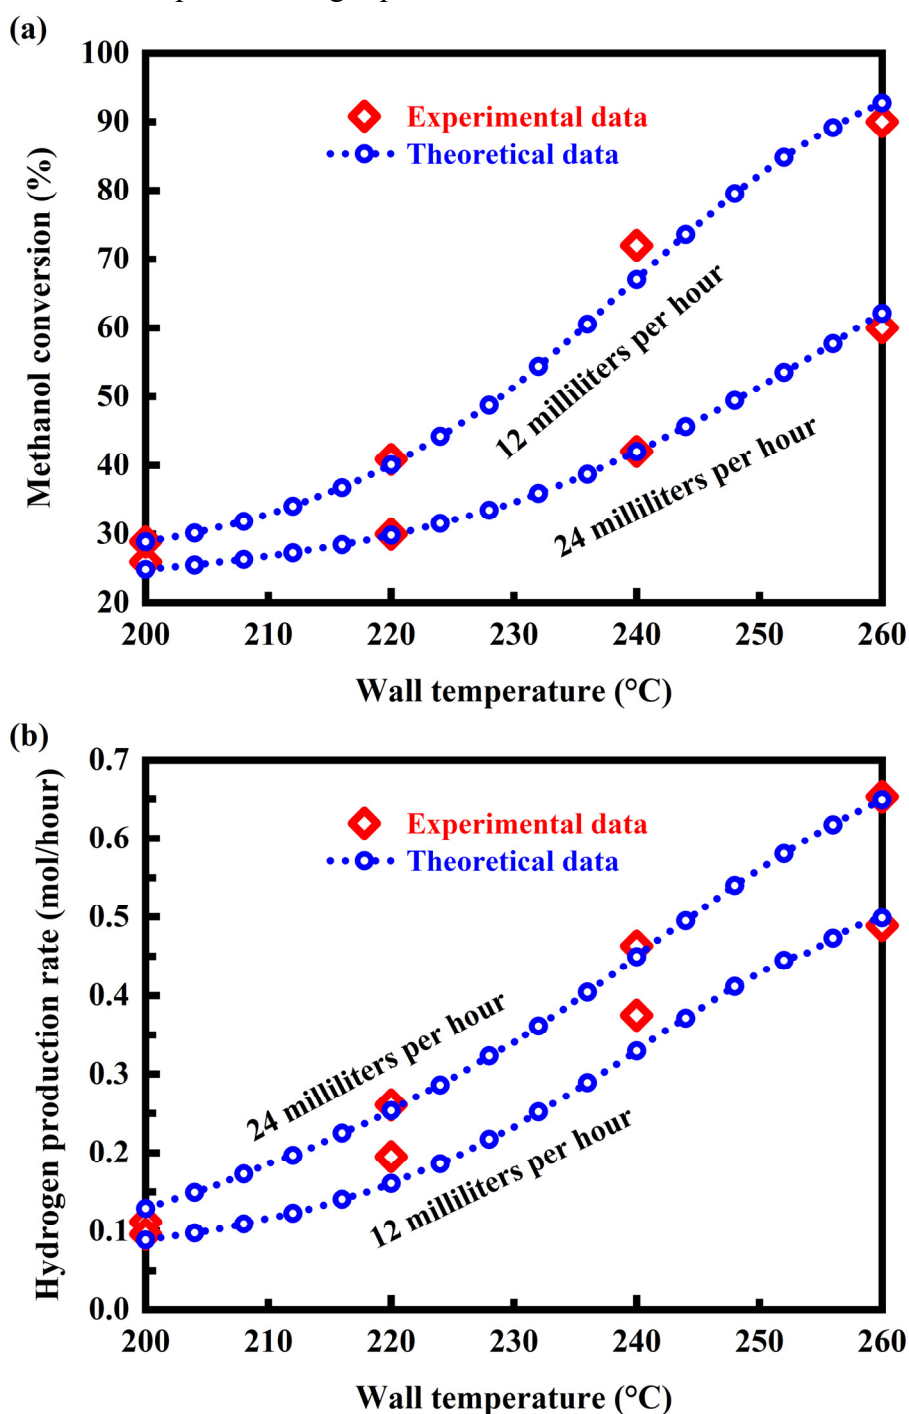 (a)
100
90
80
70
60
50
40
30
20
Methanol conversion (%)
Experimental data
Theoretical data
12 milliliters per hour
24 milliliters per hour
200 210 220 230 240 250 260
Wall temperature (°C)
(b)
0.7
0.6
0.5
0.4
0.3
0.2
0.1
0.0
Hydrogen production rate (mol/hour)
Experimental data
Theoretical data
24 milliliters per hour
12 milliliters per hour
200 210 220 230 240 250 260
Wall temperature (°C)